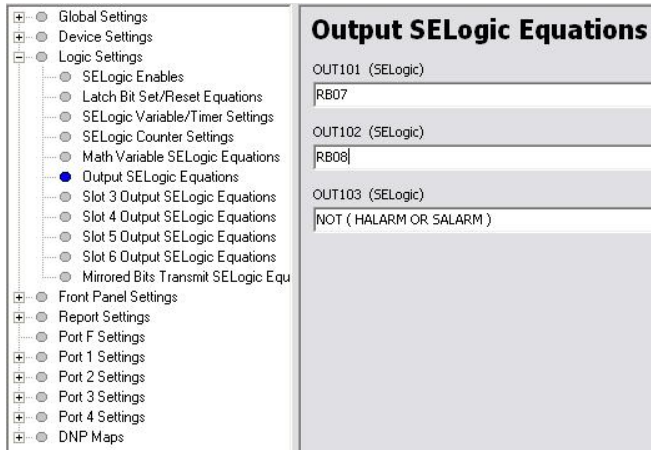 Global Settings
Device Settings
Logic Settings
SELogic Enables
Latch Bit Set/Reset Equations
SELogic Variable/Timer Settings
SELogic Counter Settings
Math Variable SELogic Equations
Output SELogic Equations
Slot 3 Output SELogic Equations
Slot 4 Output SELogic Equations
Slot 5 Output SELogic Equations
Slot 6 Output SELogic Equations
Mirrored Bits Transmit SELogic Equ
Front Panel Settings
Report Settings
Port F Settings
Port 1 Settings
Port 2 Settings
Port 3 Settings
Port 4 Settings
DNP Maps
Output SELogic Equations
OUT101 (SELogic)
RB07
OUT102 (SELogic)
RB08
OUT103 (SELogic)
NOT ( HALARM OR SALARM )